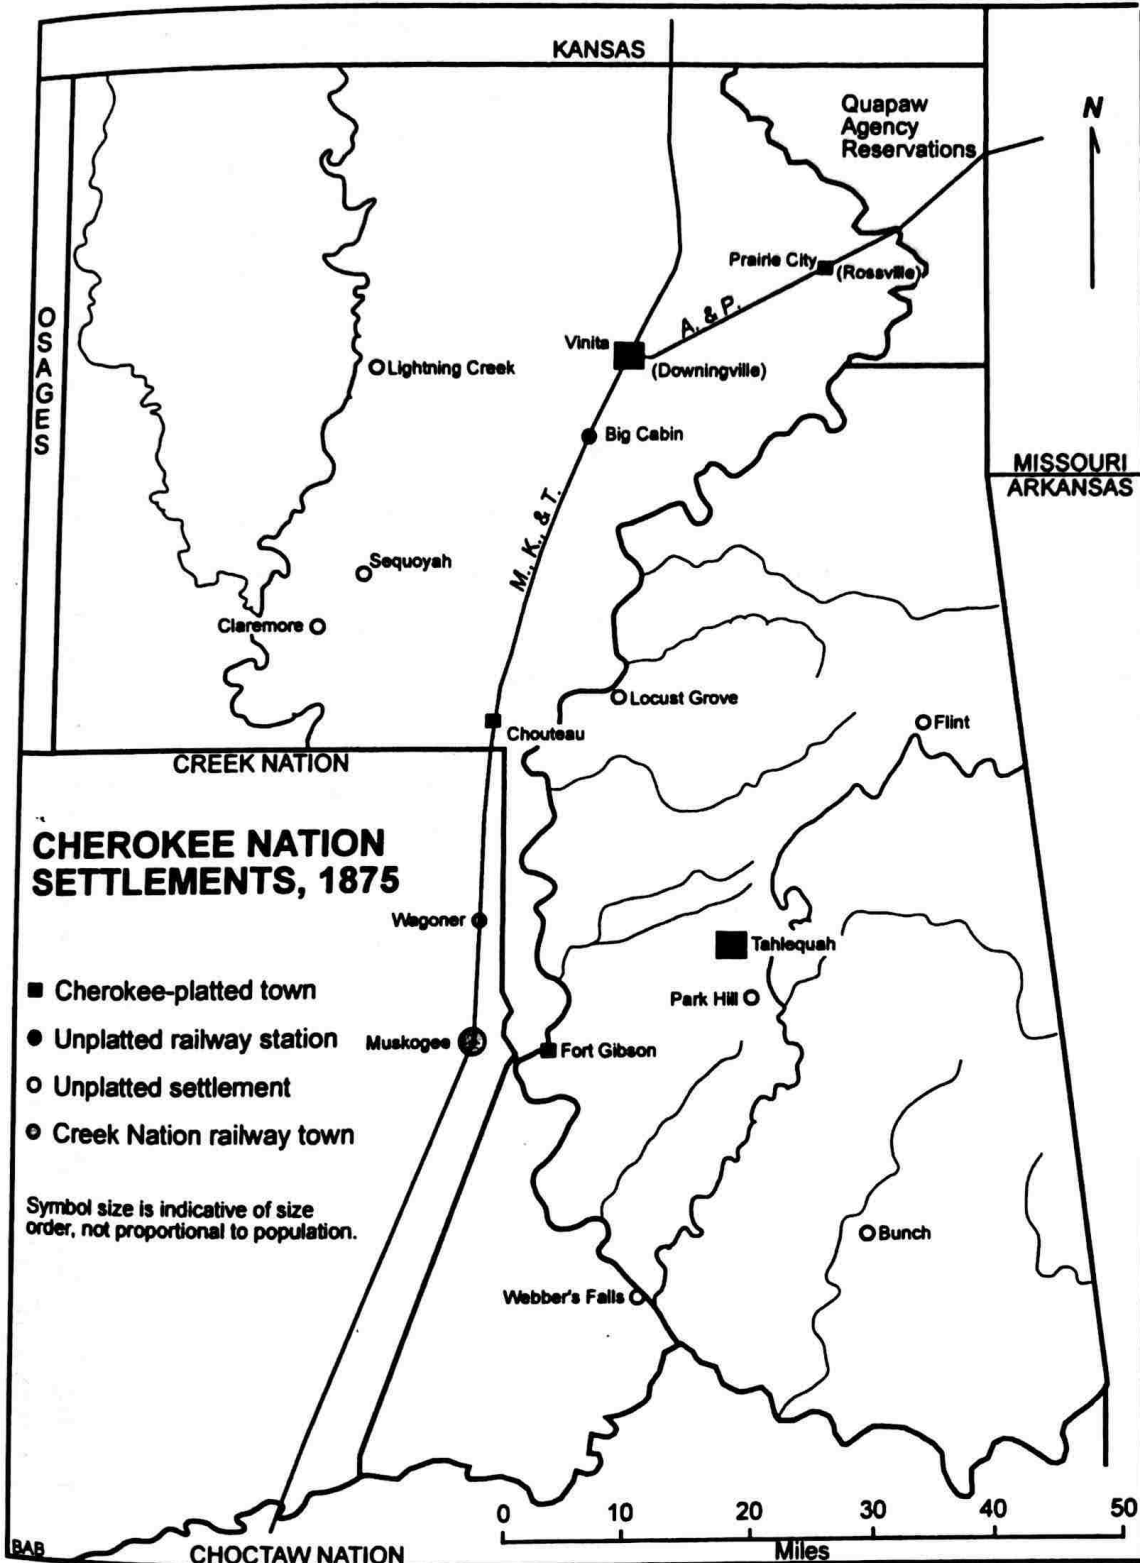 KANSAS
Quapaw
Agency
Reservations
N
Prairie City
(Rossville)
A. & P.
OSAGES
Vinita
(Downingville)
Lightning Creek
Big Cabin
MISSOURI
ARKANSAS
M., K., & T.
Sequoyah
Claremore
Locust Grove
Flint
Chouteau
CREEK NATION
CHEROKEE NATION
SETTLEMENTS, 1875
Wagoner
Tahlequah
Cherokee-platted town
Park Hill
Unplatted railway station
Muskogee
Fort Gibson
Unplatted settlement
Creek Nation railway town
Symbol size is indicative of size
order, not proportional to population.
Bunch
Webber's Falls
0 10 20 30 40 50
Miles
BAB
CHOCTAW NATION